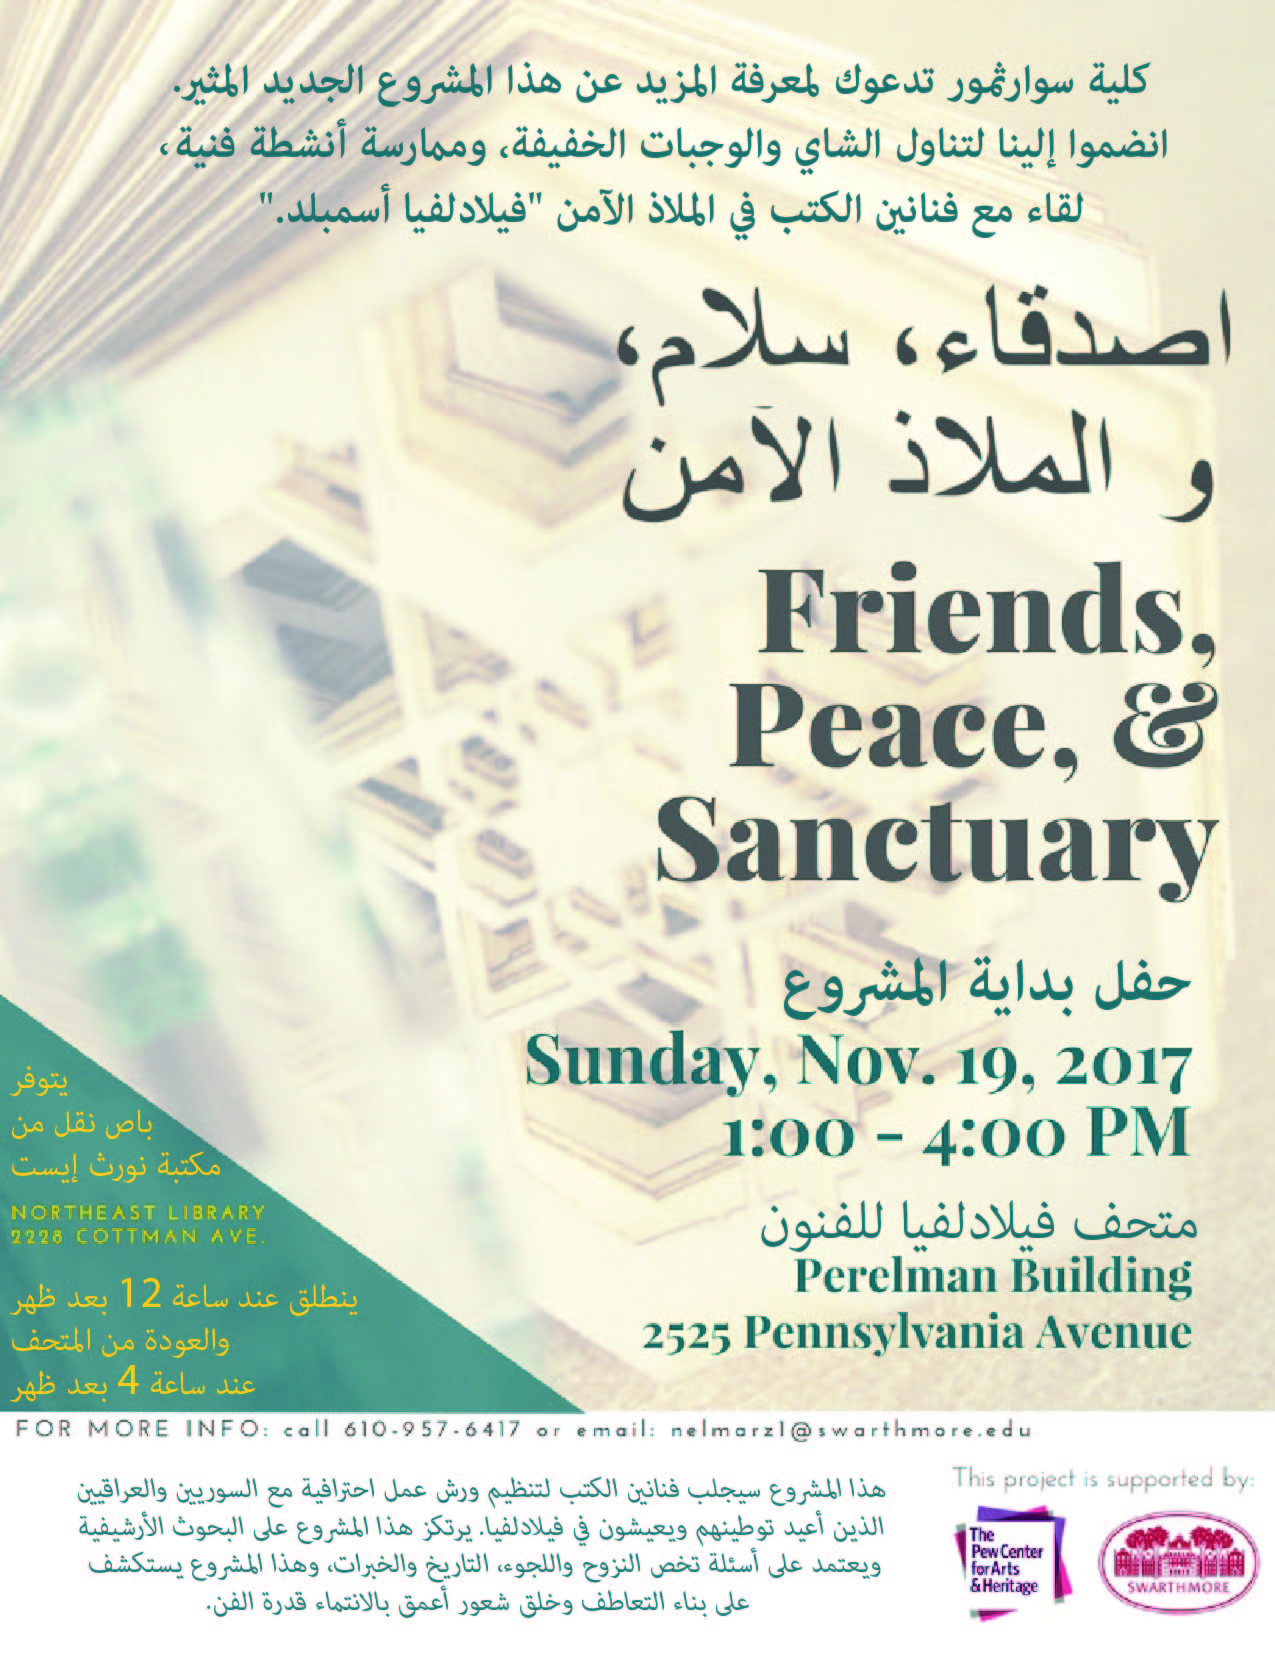 كلية سوارثمور تدعوك لمعرفة المزيد عن هذا المشروع الجديد المثير.
انضموا إلينا لتناول الشاي والوجبات الخفيفة، وممارسة أنشطة فنية،
لقاء مع فنانين الكتب في الملاذ الآمن "فيلادلفيا أسمبلد."
اصدقاء، سلام،
و الملاذ الآمن
Friends,
Peace, &
Sanctuary
حفل بداية المشروع
Sunday, Nov. 19, 2017
1:00 - 4:00 PM
متحف فيلادلفيا للفنون
Perelman Building
2525 Pennsylvania Avenue
يتوفر
باص نقل من
مكتبة نورث إيست
NORTHEAST LIBRARY
2228 COTTMAN AVE.
ينطلق عند ساعة 12 بعد ظهر
والعودة من المتحف
عند ساعة 4 بعد ظهر
FOR MORE INFO: call 610-957-6417 or email: nelmarz1@swarthmore.edu
هذا المشروع سيجلب فنانين الكتب لتنظيم ورش عمل احترافية مع السوريين والعراقيين
الذين أعيد توطينهم ويعيشون في فيلادلفيا. يرتكز هذا المشروع على البحوث الأرشيفية
ويعتمد على أسئلة تخص النزوح واللجوء، التاريخ والخبرات، وهذا المشروع يستكشف
على بناء التعاطف وخلق شعور أعمق بالانتماء قدرة الفن.
This project is supported by:
The
Pew Center
for Arts
& Heritage
SWARTHMORE